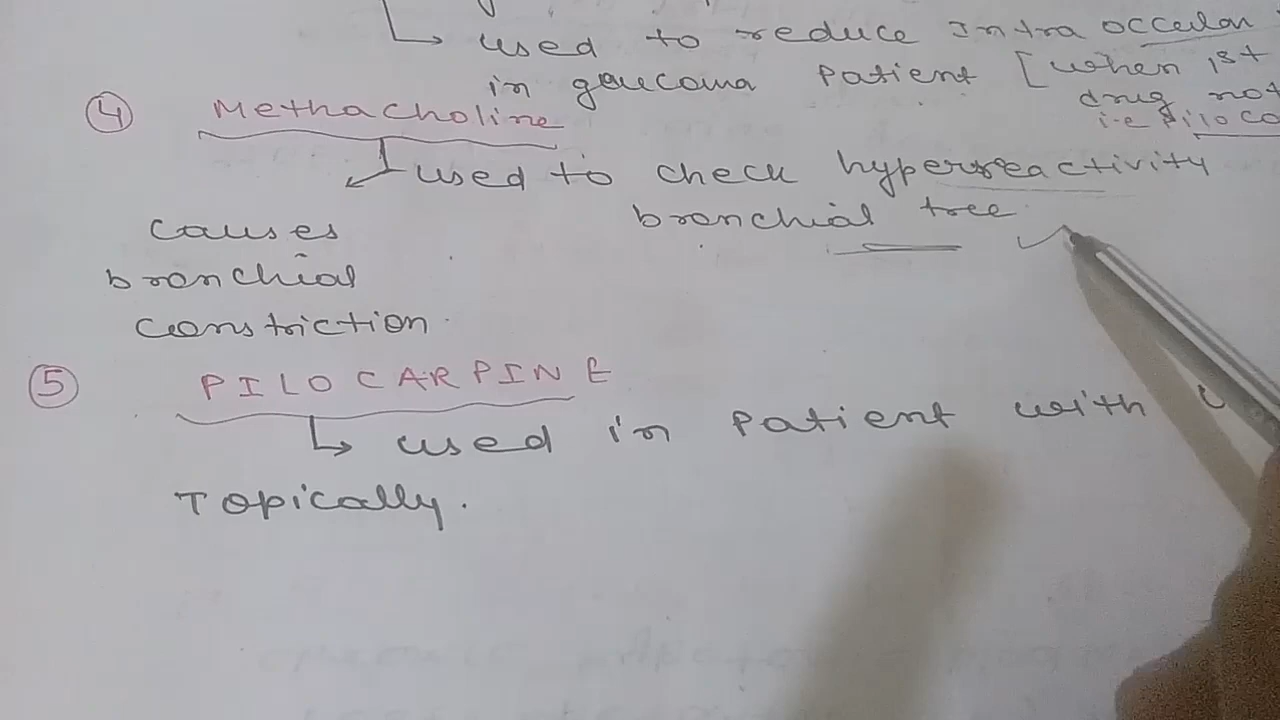 used to reduce Intra occular
in gaucoma Patient [when 1st
drug not
④ Methacholine
i.e piloca
used to check hyperreactivity
bronchial tree
causes
bronchial
constriction.
⑤ PILOCARPINE
used in Patient with
Topically.